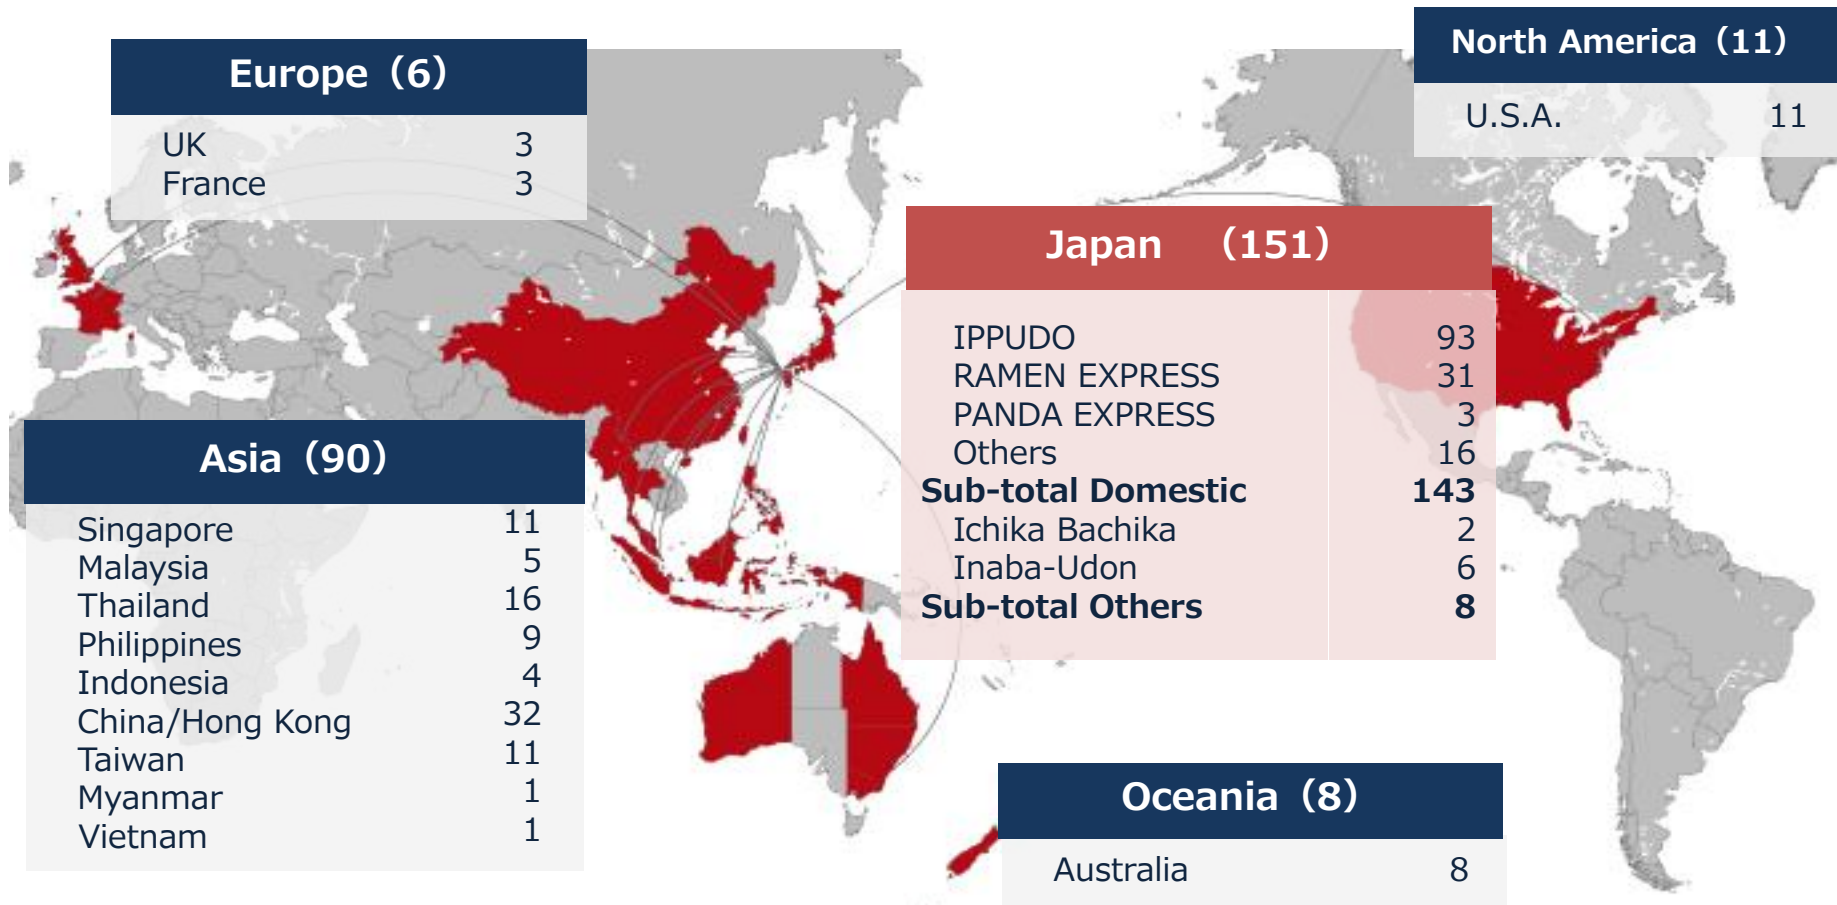 Europe（6）
UK 3
France 3
North America（11）
U.S.A. 11
Japan （151）
IPPUDO 93
RAMEN EXPRESS 31
PANDA EXPRESS 3
Others 16
Sub-total Domestic 143
Ichika Bachika 2
Inaba-Udon 6
Sub-total Others 8
Asia（90）
Singapore 11
Malaysia 5
Thailand 16
Philippines 9
Indonesia 4
China/Hong Kong 32
Taiwan 11
Myanmar 1
Vietnam 1
Oceania（8）
Australia 8